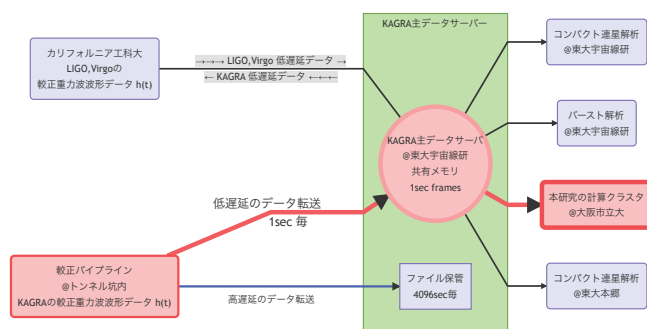 KAGRA主データサーバー
カリフォルニア工科大
LIGO,Virgoの
較正重力波波形データ h(t)
→→→ LIGO,Virgo 低遅延データ →
← KAGRA 低遅延データ ←←←
コンパクト連星解析
@東大宇宙線研
バースト解析
@東大宇宙線研
KAGRA主データサーバ
@東大宇宙線研
共有メモリ
1sec frames
本研究の計算クラスタ
@大阪市立大
低遅延のデータ転送
1sec 毎
較正パイプライン
@トンネル坑内
KAGRAの較正重力波波形データ h(t)
高遅延のデータ転送
ファイル保管
4096sec毎
コンパクト連星解析
@東大本郷